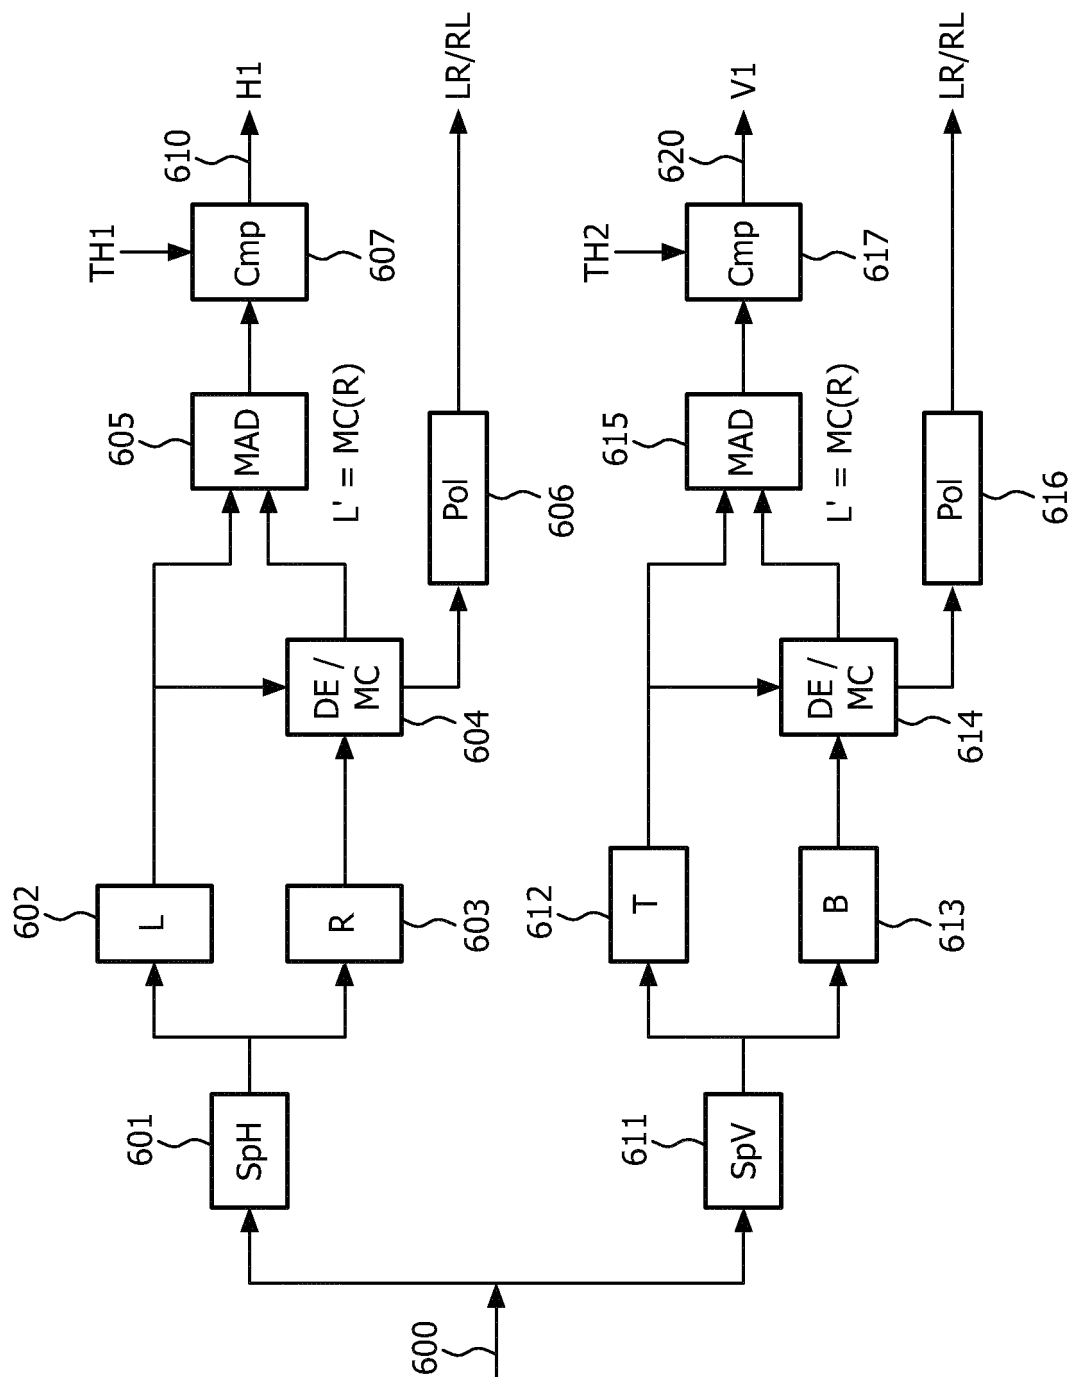 600
601
SpH
602
L
603
R
604
DE / MC
605
MAD
L' = MC(R)
606
Pol
TH1
607
Cmp
610
H1
LR/RL
611
SpV
612
T
613
B
614
DE / MC
615
MAD
L' = MC(R)
616
Pol
TH2
617
Cmp
620
V1
LR/RL